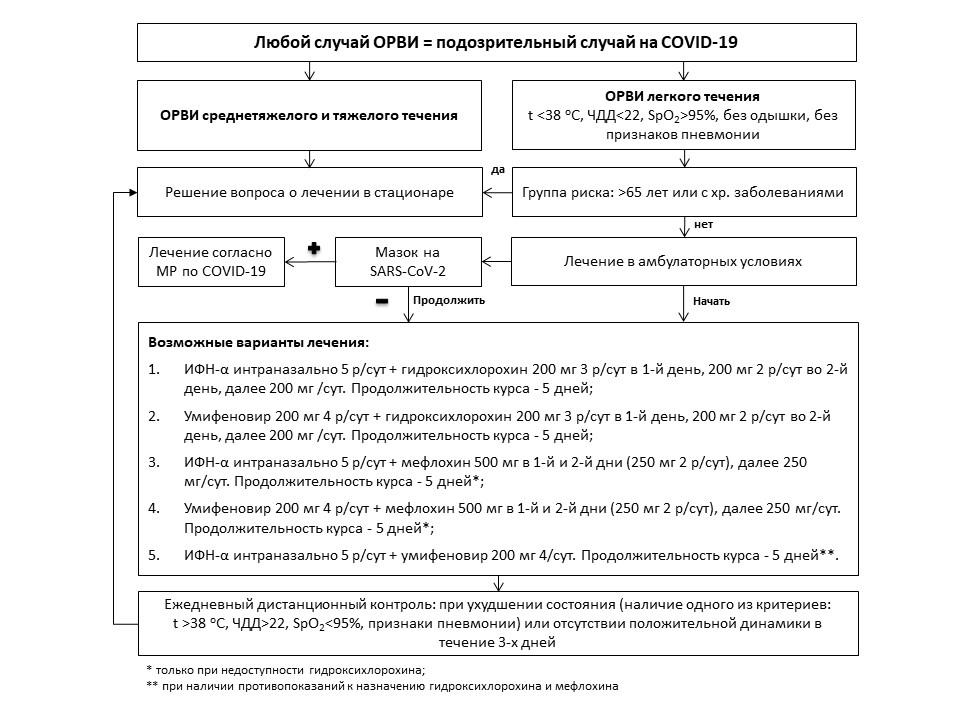 Любой случай ОРВИ = подозрительный случай на COVID-19
ОРВИ среднетяжелого и тяжелого течения
ОРВИ легкого течения
t <38 °C, ЧДД<22, SpO₂>95%, без одышки, без
признаков пневмонии
Решение вопроса о лечении в стационаре
да
Группа риска: >65 лет или с хр. заболеваниями
нет
Лечение согласно
МР по COVID-19
+
Мазок на
SARS-CoV-2
Лечение в амбулаторных условиях
– Продолжить
Начать
Возможные варианты лечения:
1. ИФН-α интраназально 5 р/сут + гидроксихлорохин 200 мг 3 р/сут в 1-й день, 200 мг 2 р/сут во 2-й
день, далее 200 мг /сут. Продолжительность курса - 5 дней;
2. Умифеновир 200 мг 4 р/сут + гидроксихлорохин 200 мг 3 р/сут в 1-й день, 200 мг 2 р/сут во 2-й
день, далее 200 мг /сут. Продолжительность курса - 5 дней;
3. ИФН-α интраназально 5 р/сут + мефлохин 500 мг в 1-й и 2-й дни (250 мг 2 р/сут), далее 250
мг/сут. Продолжительность курса - 5 дней*;
4. Умифеновир 200 мг 4 р/сут + мефлохин 500 мг в 1-й и 2-й дни (250 мг 2 р/сут), далее 250 мг/сут.
Продолжительность курса - 5 дней*;
5. ИФН-α интраназально 5 р/сут + умифеновир 200 мг 4/сут. Продолжительность курса - 5 дней**.
Ежедневный дистанционный контроль: при ухудшении состояния (наличие одного из критериев:
t >38 °C, ЧДД>22, SpO₂<95%, признаки пневмонии) или отсутствии положительной динамики в
течение 3-х дней
* только при недоступности гидроксихлорохина;
** при наличии противопоказаний к назначению гидроксихлорохина и мефлохина